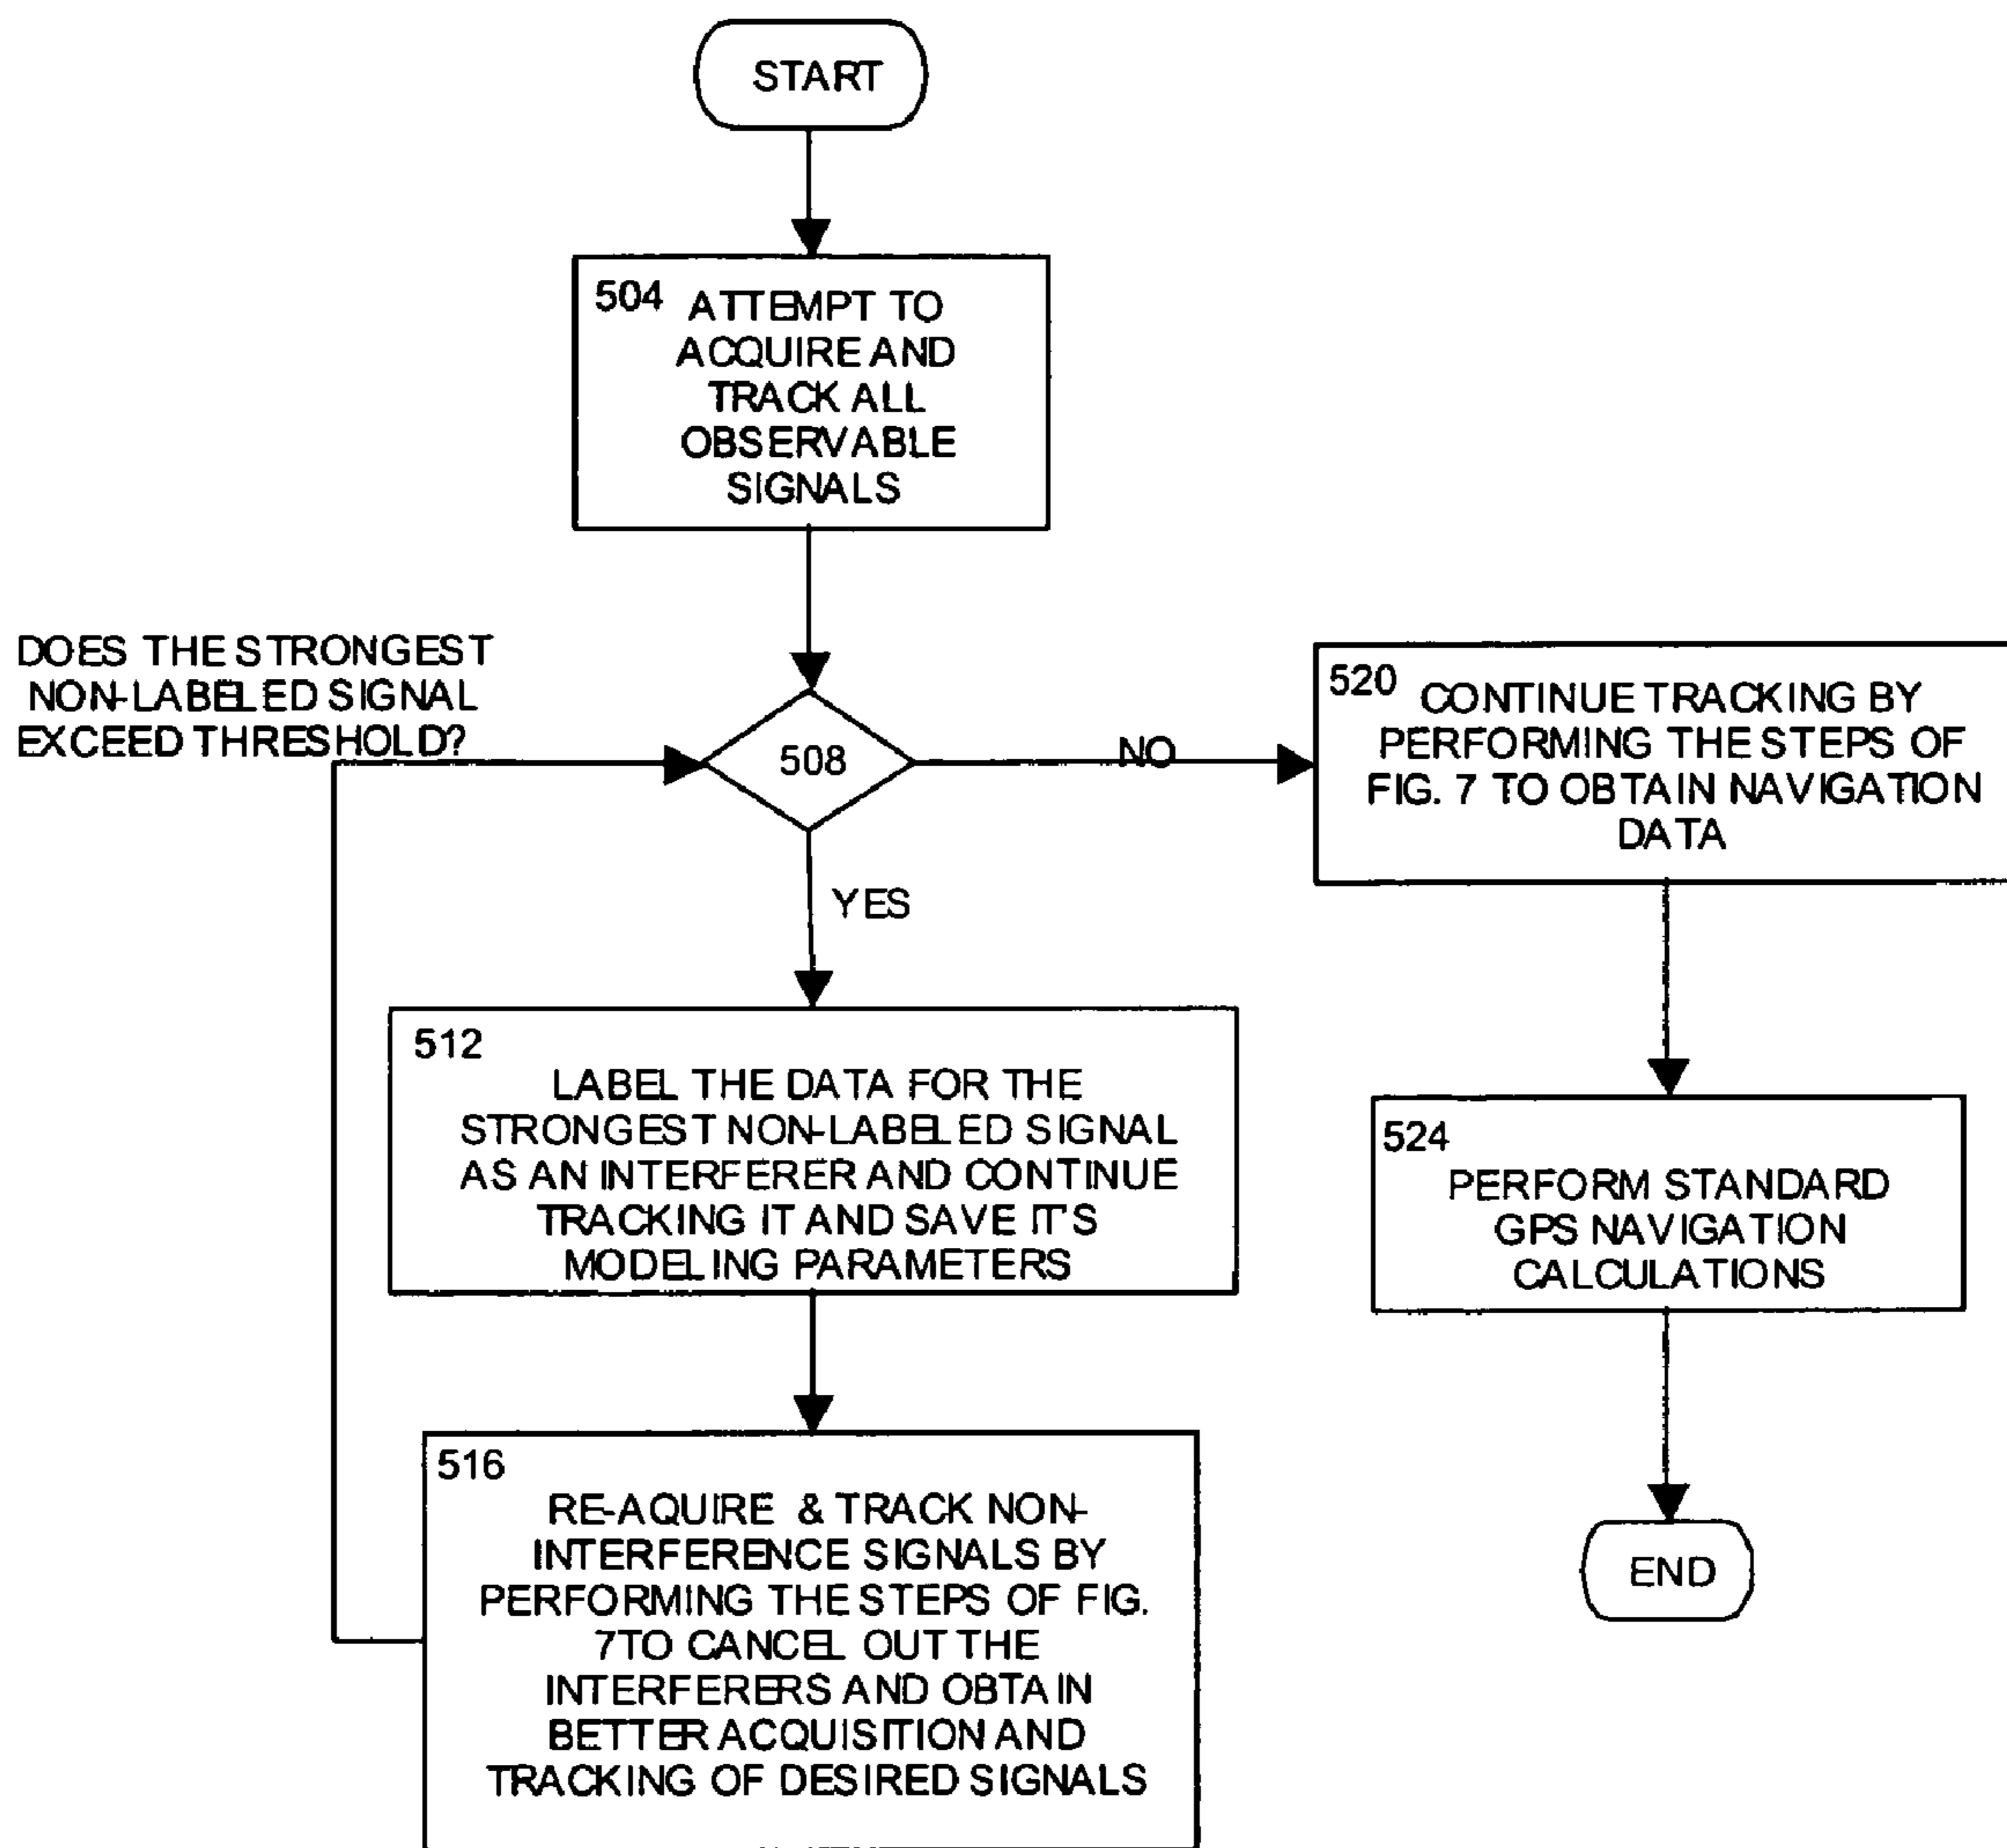 START
504 ATTEMPT TO
ACQUIRE AND
TRACK ALL
OBSERVABLE
SIGNALS
DOES THE STRONGEST
NON-LABELED SIGNAL
EXCEED THRESHOLD?
508
NO
YES
520 CONTINUE TRACKING BY
PERFORMING THE STEPS OF
FIG. 7 TO OBTAIN NAVIGATION
DATA
512
LABEL THE DATA FOR THE
STRONGEST NON-LABELED SIGNAL
AS AN INTERFERER AND CONTINUE
TRACKING IT AND SAVE IT'S
MODELING PARAMETERS
524
PERFORM STANDARD
GPS NAVIGATION
CALCULATIONS
516
RE-AQUIRE & TRACK NON-
INTERFERENCE SIGNALS BY
PERFORMING THE STEPS OF FIG.
7TO CANCEL OUT THE
INTERFERERS AND OBTAIN
BETTER ACQUISITION AND
TRACKING OF DESIRED SIGNALS
END